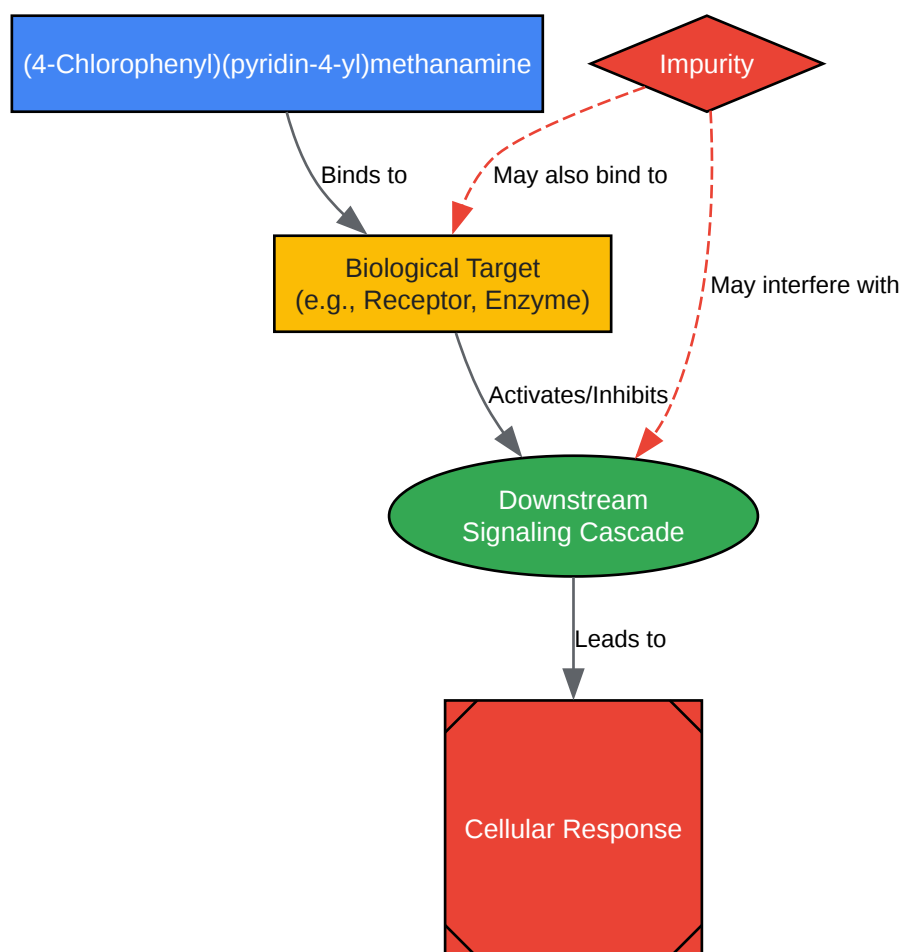 (4-Chlorophenyl)(pyridin-4-yl)methanamine
Impurity
Binds to
May also bind to
Biological Target
(e.g., Receptor, Enzyme)
May interfere with
Activates/Inhibits
Downstream
Signaling Cascade
Leads to
Cellular Response